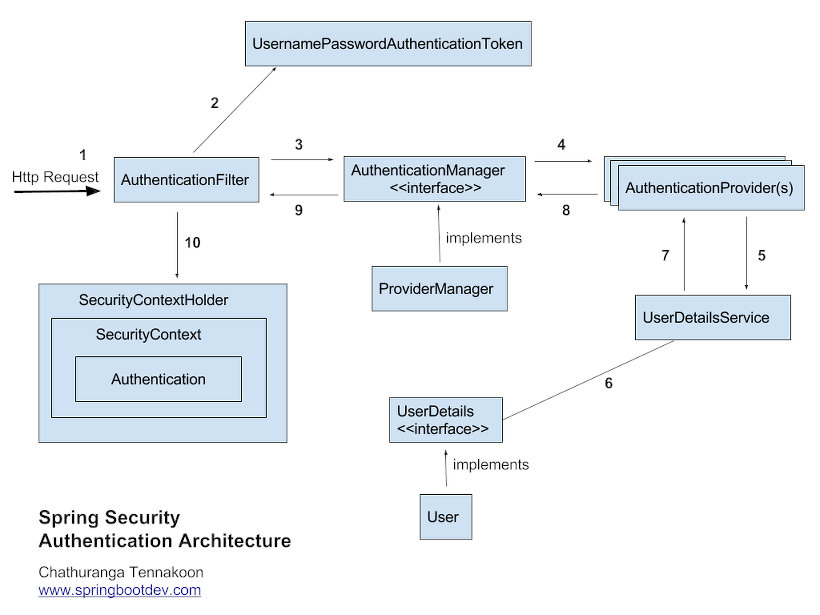 UsernamePasswordAuthenticationToken
2
1
3
4
Http Request
AuthenticationFilter
AuthenticationManager
<<interface>>
AuthenticationProvider(s)
9
8
10
implements
7
5
SecurityContextHolder
ProviderManager
SecurityContext
UserDetailsService
Authentication
6
UserDetails
<<interface>>
implements
User
Spring Security
Authentication Architecture
Chathuranga Tennakoon
www.springbootdev.com